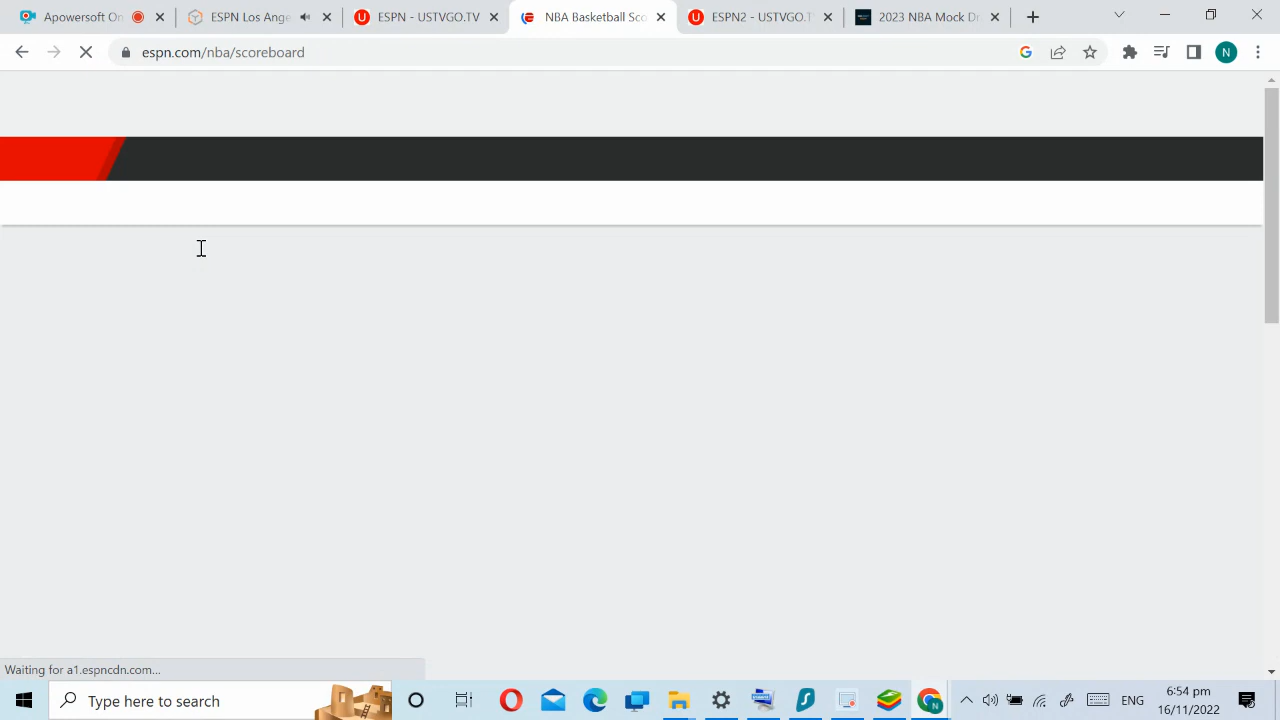 Apowersoft On
ESPN Los Ange
ESPN - USTVGO.TV
NBA Basketball Sco
ESPN2 - USTVGO.T
2023 NBA Mock Dr
espn.com/nba/scoreboard
N
Waiting for a1.espncdn.com...
Type here to search
N
ENG
6:54 pm
16/11/2022